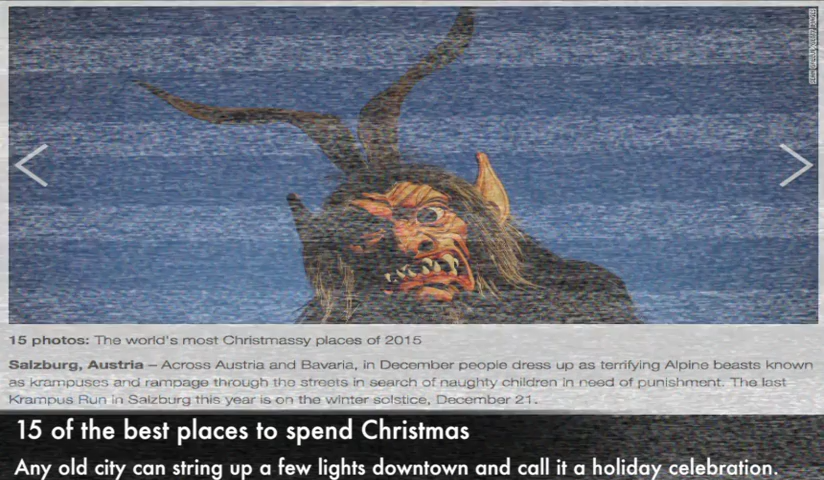 15 photos: The world's most Christmassy places of 2015
Salzburg, Austria – Across Austria and Bavaria, in December people dress up as terrifying Alpine beasts known
as krampuses and rampage through the streets in search of naughty children in need of punishment. The last
Krampus Run in Salzburg this year is on the winter solstice, December 21.
15 of the best places to spend Christmas
Any old city can string up a few lights downtown and call it a holiday celebration.